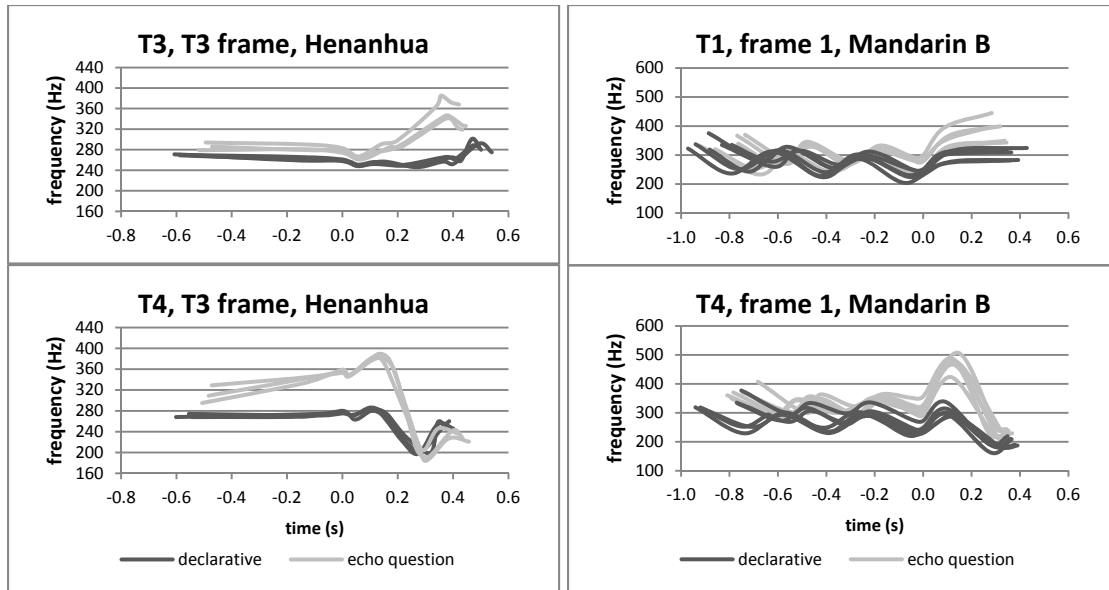 T3, T3 frame, Henanhua
frequency (Hz)
440
400
360
320
280
240
200
160
-0.8 -0.6 -0.4 -0.2 0.0 0.2 0.4 0.6
T1, frame 1, Mandarin B
frequency (Hz)
600
500
400
300
200
100
-1.0 -0.8 -0.6 -0.4 -0.2 0.0 0.2 0.4 0.6
T4, T3 frame, Henanhua
frequency (Hz)
440
400
360
320
280
240
200
160
-0.8 -0.6 -0.4 -0.2 0.0 0.2 0.4 0.6
time (s)
declarative echo question
T4, frame 1, Mandarin B
frequency (Hz)
600
500
400
300
200
100
-1.0 -0.8 -0.6 -0.4 -0.2 0.0 0.2 0.4 0.6
time (s)
declarative echo question